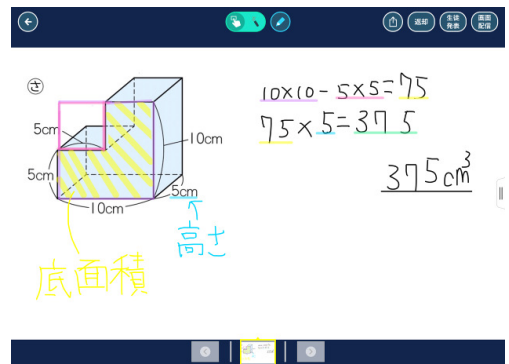 返却
生徒
発表
画面
配信
さ
5cm
10cm
5cm
5cm
10cm
高さ
底面積
10×10-5×5=75
75×5=375
375cm³